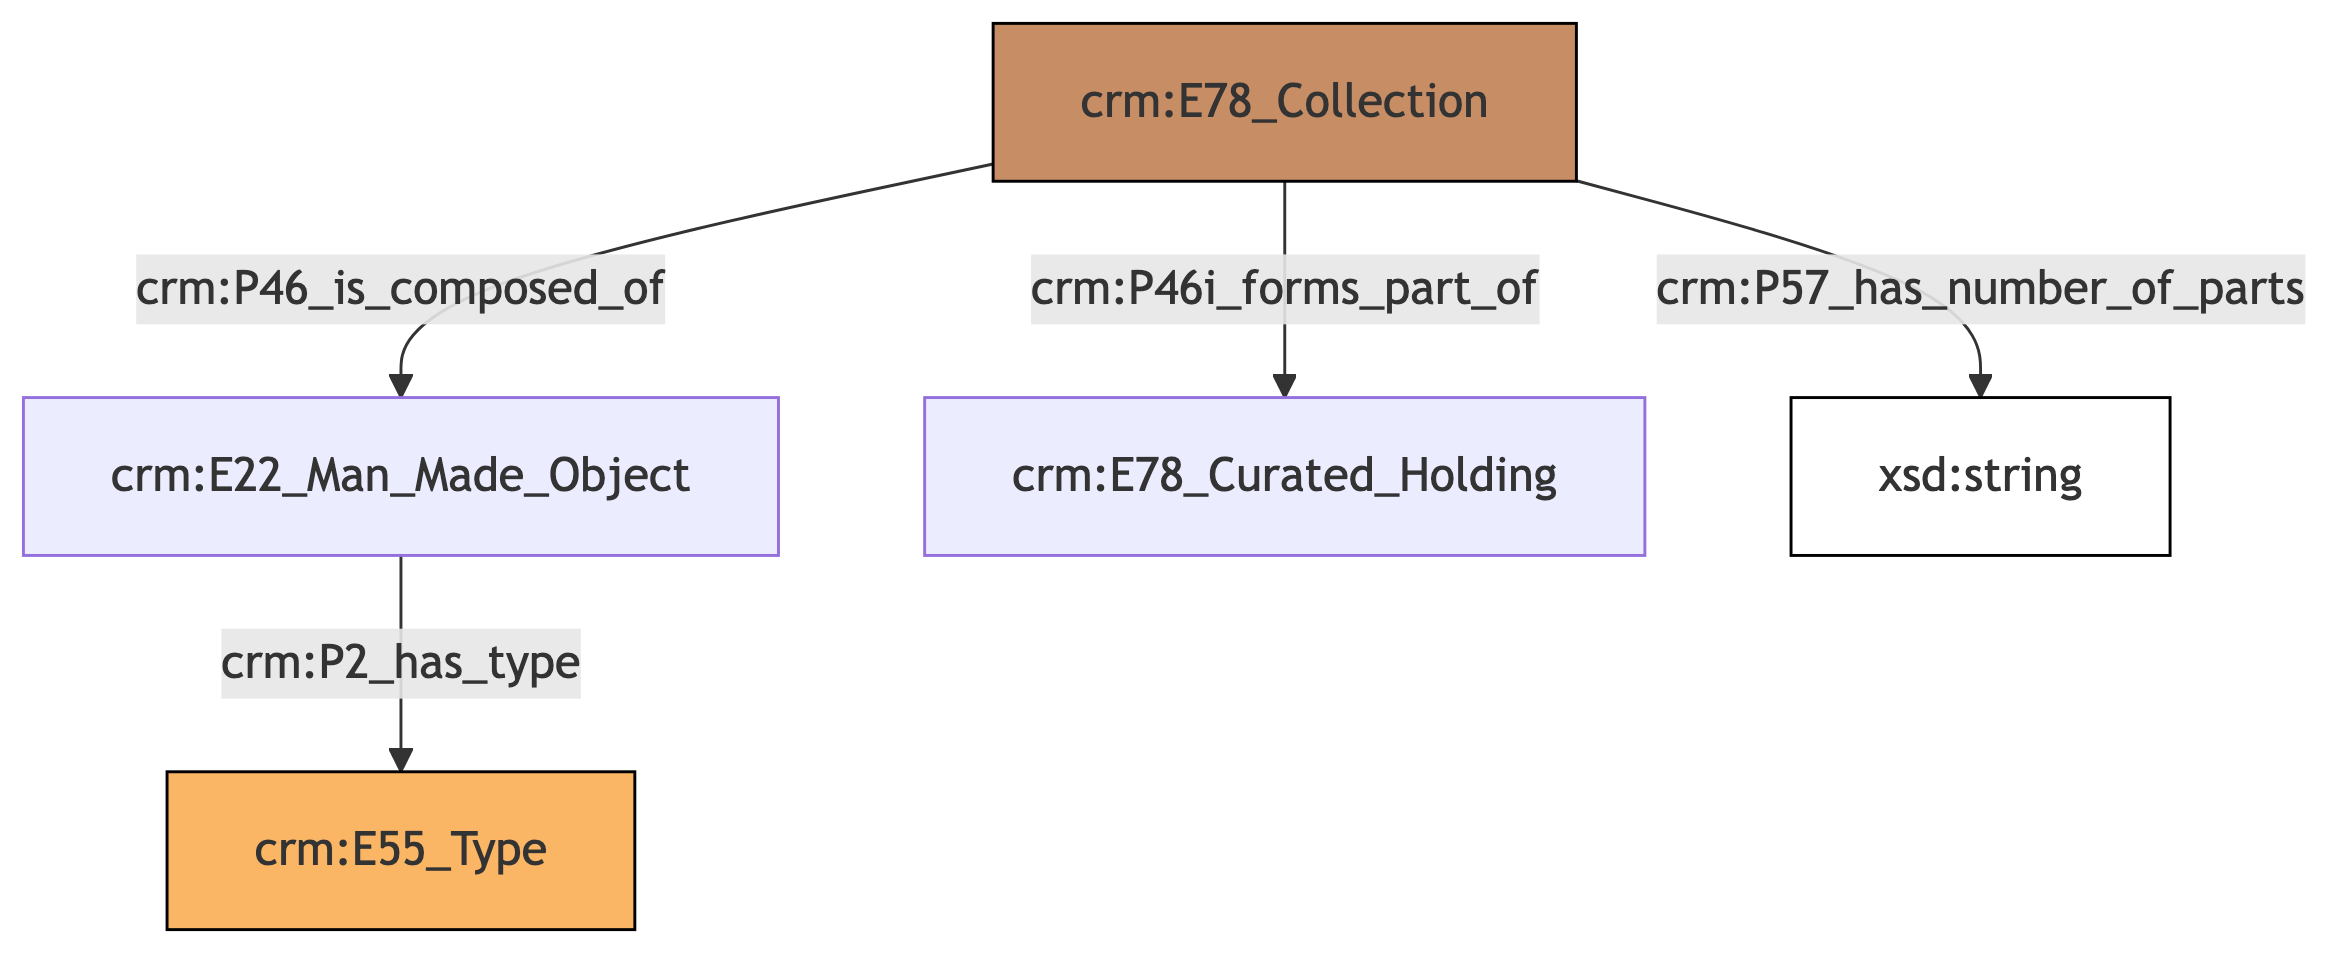 crm:E78_Collection
crm:P46_is_composed_of
crm:P46i_forms_part_of
crm:P57_has_number_of_parts
crm:E22_Man_Made_Object
crm:E78_Curated_Holding
xsd:string
crm:P2_has_type
crm:E55_Type